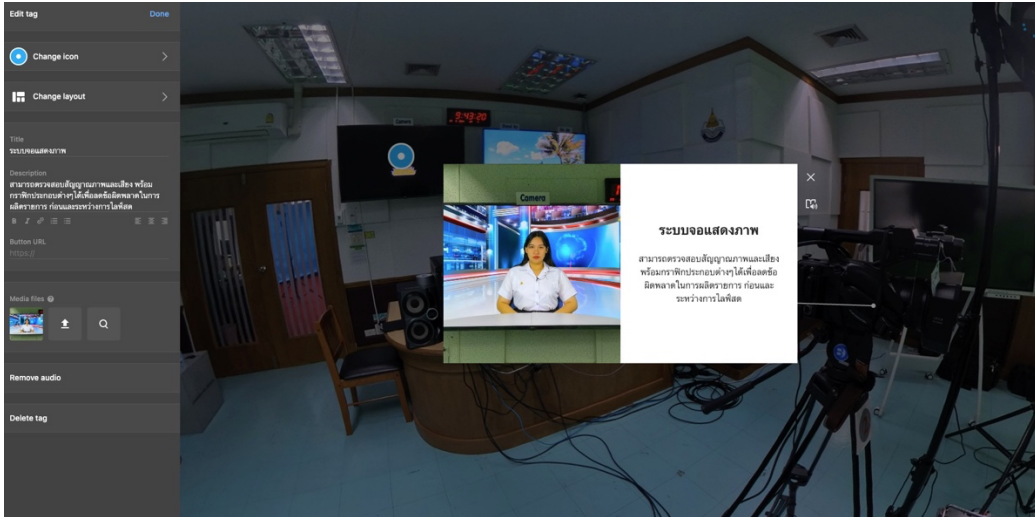 Edit tag
Done
Change icon
Change layout
Title
ระบบจอแสดงภาพ
Description
สามารถตรวจสอบสัญญาณภาพและเสียง พร้อม
กราฟิกประกอบต่างๆได้เพื่อลดข้อผิดพลาดในการ
ผลิตรายการ ก่อนและระหว่างการไลฟ์สด
B I
Button URL
https://
Media files
Remove audio
Delete tag
Camera
9:43:20
Camera
ระบบจอแสดงภาพ
สามารถตรวจสอบสัญญาณภาพและเสียง
พร้อมกราฟิกประกอบต่างๆได้เพื่อลดข้อ
ผิดพลาดในการผลิตรายการ ก่อนและ
ระหว่างการไลฟ์สด